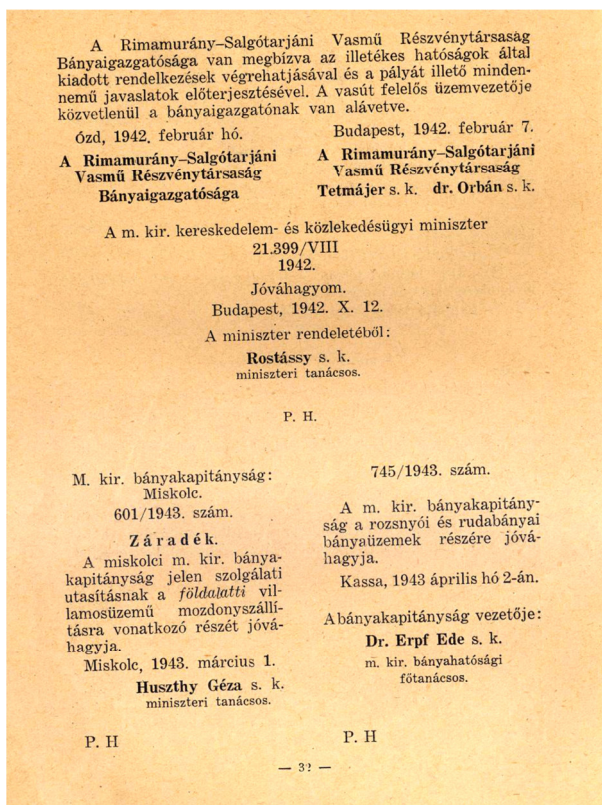 A Rimamurány–Salgótarjáni Vasmű Részvénytársaság
Bányaigazgatósága van megbízva az illetékes hatóságok által
kiadott rendelkezések végrehatjásával és a pályát illető minden-
nemű javaslatok előterjesztésével. A vasút felelős üzemvezetője
közvetlenül a bányaigazgatónak van alávetve.
Ózd, 1942. február hó.
A Rimamurány–Salgótarjáni
Vasmű Részvénytársaság
Bányaigazgatósága
Budapest, 1942. február 7.
A Rimamurány–Salgótarjáni
Vasmű Részvénytársaság
Tetmájer s. k. dr. Orbán s. k.
A m. kir. kereskedelem- és közlekedésügyi miniszter
21.399/VIII
1942.
Jóváhagyom.
Budapest, 1942. X. 12.
A miniszter rendeletéből:
Rostássy s. k.
miniszteri tanácsos.
P. H.
M. kir. bányakapitányság:
Miskolc.
601/1943. szám.
Záradék.
A miskolci m. kir. bánya-
kapitányság jelen szolgálati
utasításnak a földalatti vil-
lamosüzemű mozdonyszállí-
tásra vonatkozó részét jóvá-
hagyja.
Miskolc, 1943. március 1.
Huszthy Géza s. k.
miniszteri tanácsos.
P. H
745/1943. szám.
A m. kir. bányakapitány-
ság a rozsnyói és rudabányai
bányaüzemek részére jóvá-
hagyja.
Kassa, 1943 április hó 2-án.
A bányakapitányság vezetője:
Dr. Erpf Ede s. k.
m. kir. bányahatósági
főtanácsos.
P. H
— 32 —